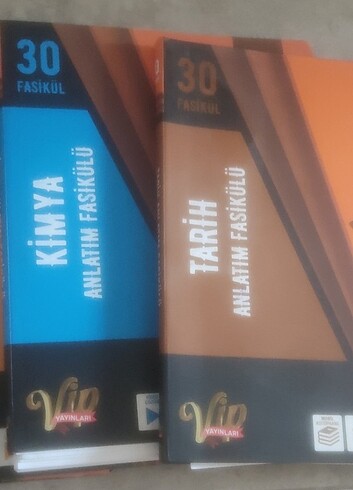 30
FASİKÜL
KİMYA
ANLATIM FASİKÜLÜ
Vip
YAYINLARI
30
FASİKÜL
TARİH
ANLATIM FASİKÜLÜ
Vip
YAYINLARI